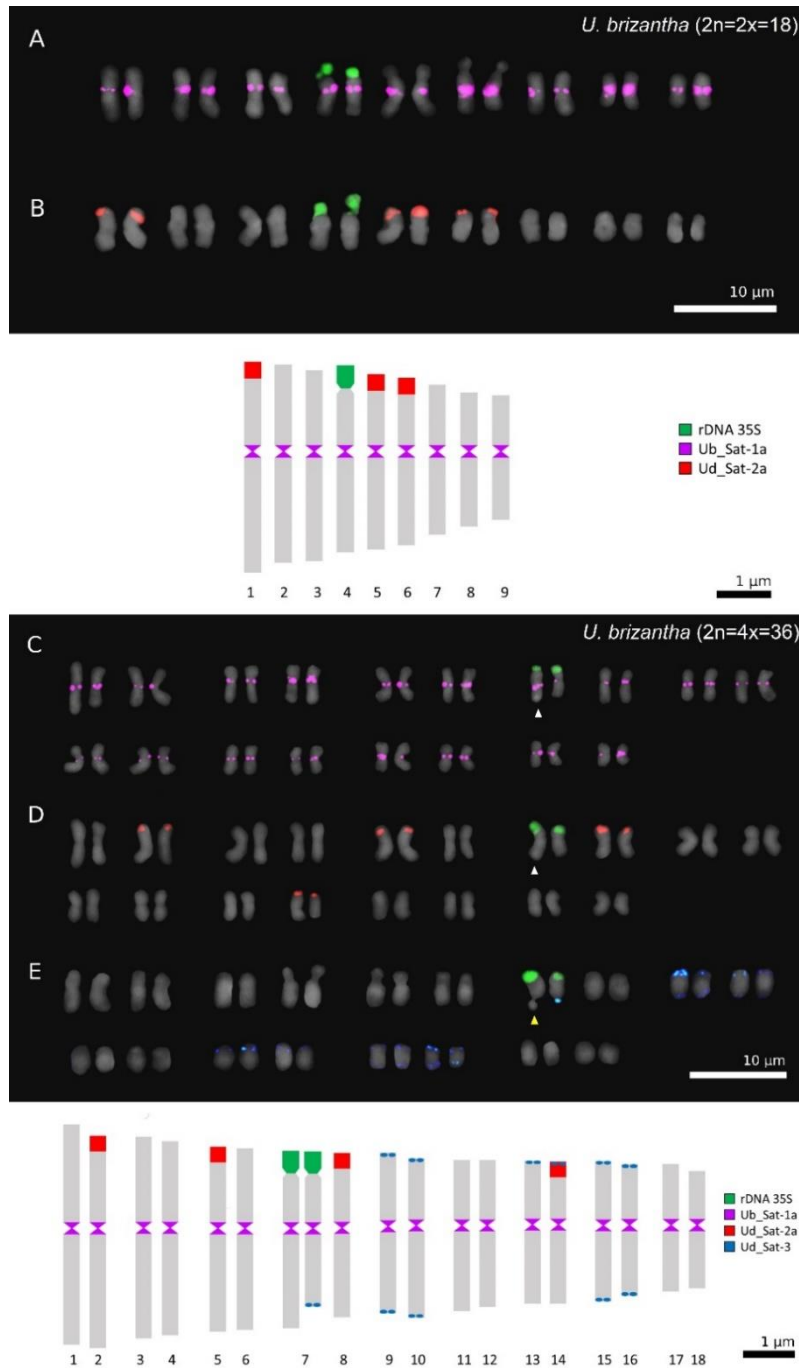 U. brizantha (2n=2x=18)
A
B
10 µm
rDNA 35S
Ub_Sat-1a
Ud_Sat-2a
1 µm
1 2 3 4 5 6 7 8 9
U. brizantha (2n=4x=36)
C
D
E
10 µm
rDNA 35S
Ub_Sat-1a
Ud_Sat-2a
Ud_Sat-3
1 µm
1 2 3 4 5 6 7 8 9 10 11 12 13 14 15 16 17 18